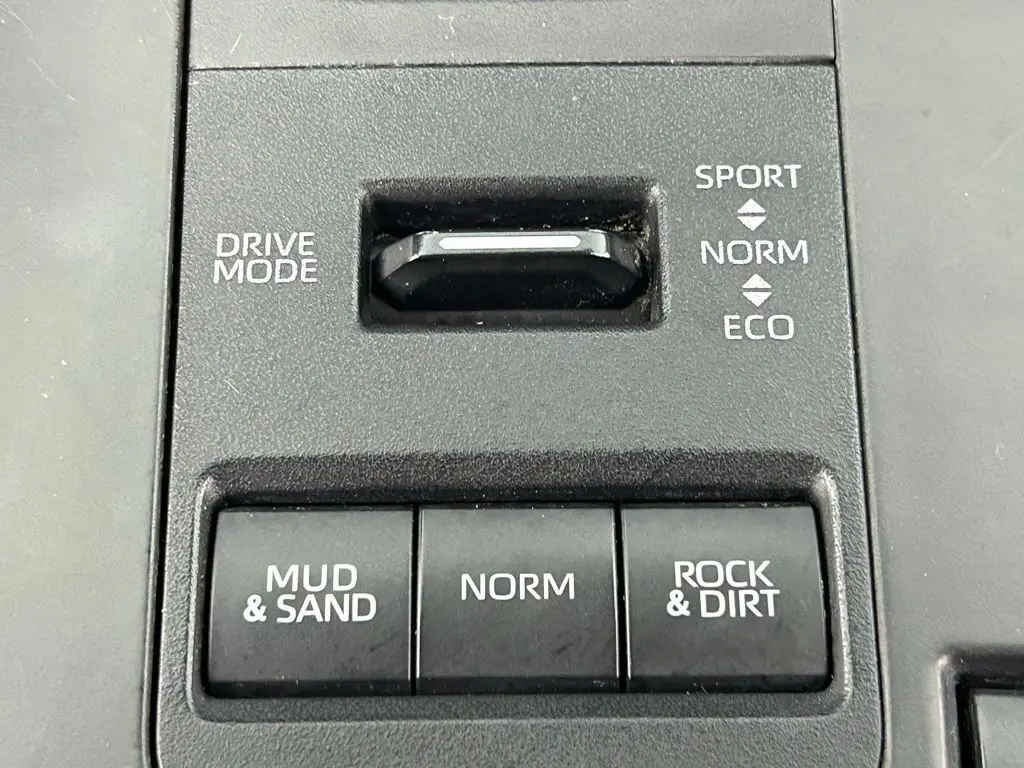 DRIVE
MODE
SPORT
NORM
ECO
MUD
& SAND
NORM
ROCK
& DIRT